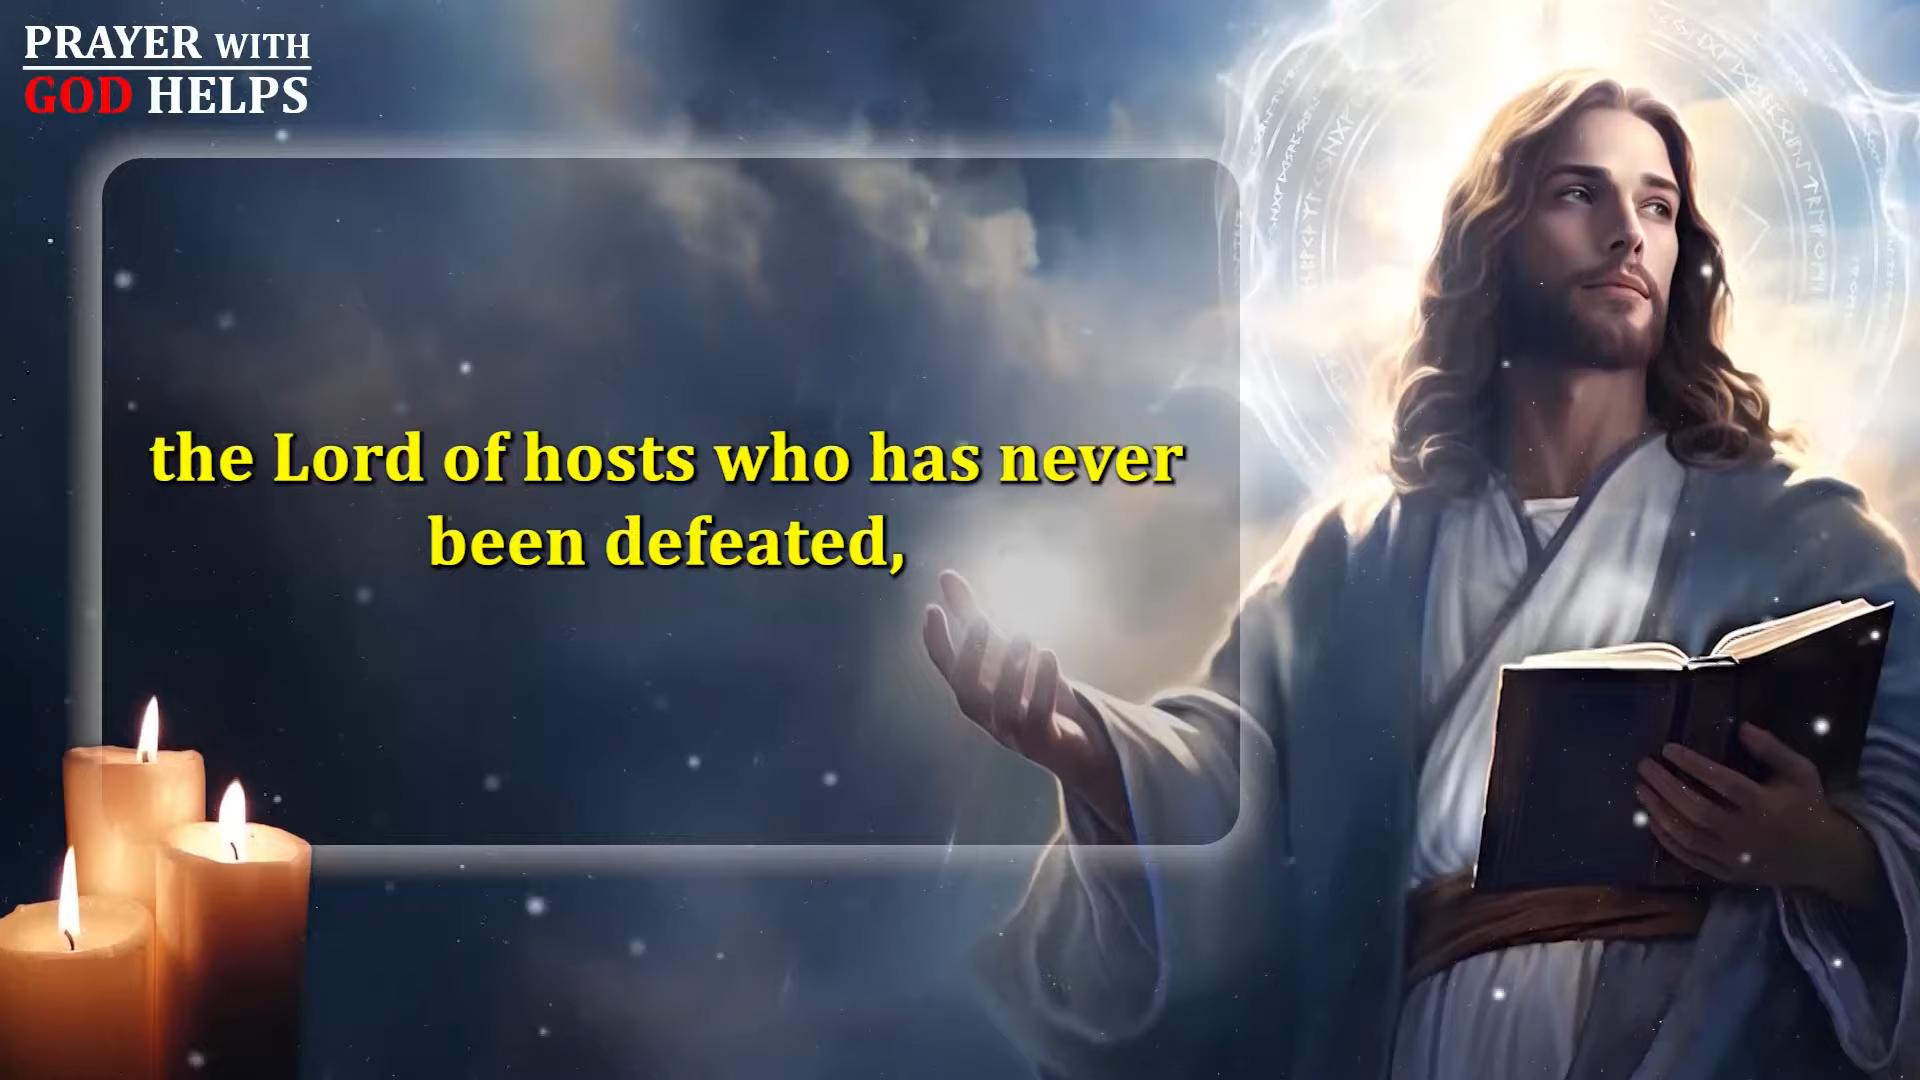 PRAYER WITH
GOD HELPS
the Lord of hosts who has never
been defeated,